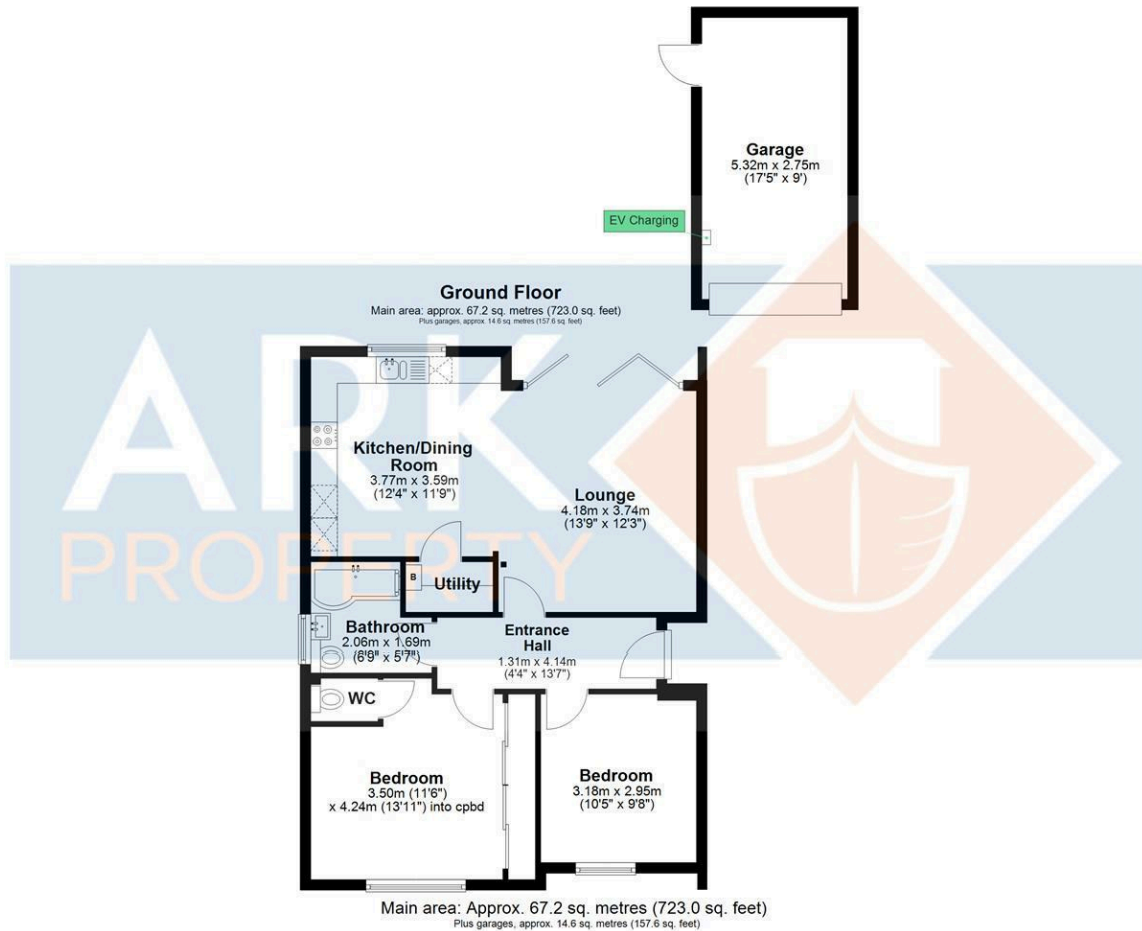 Garage
5.32m x 2.75m
(17'5" x 9')
EV Charging
Ground Floor
Main area: approx. 67.2 sq. metres (723.0 sq. feet)
Plus garages, approx. 14.6 sq. metres (157.6 sq. feet)
ARK
PROPERTY
Kitchen/Dining
Room
3.77m x 3.59m
(12'4" x 11'9")
Lounge
4.18m x 3.74m
(13'9" x 12'3")
B
Utility
Bathroom
2.06m x 1.69m
(6'9" x 5'7")
Entrance
Hall
1.31m x 4.14m
(4'4" x 13'7")
WC
Bedroom
3.50m (11'6")
x 4.24m (13'11") into cpbd
Bedroom
3.18m x 2.95m
(10'5" x 9'8")
Main area: Approx. 67.2 sq. metres (723.0 sq. feet)
Plus garages, approx. 14.6 sq. metres (157.6 sq. feet)